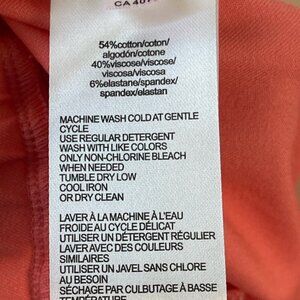 CA 407
54%cotton/coton/
algodón/cotone
40%viscose/viscose/
viscosa/viscosa
6%elastane/spandex/
spandex/elastan
MACHINE WASH COLD AT GENTLE
CYCLE
USE REGULAR DETERGENT
WASH WITH LIKE COLORS
ONLY NON-CHLORINE BLEACH
WHEN NEEDED
TUMBLE DRY LOW
COOL IRON
OR DRY CLEAN
LAVER À LA MACHINE À L'EAU
FROIDE AU CYCLE DÉLICAT
UTILISER UN DÉTERGENT RÉGULIER
LAVER AVEC DES COULEURS
SIMILAIRES
UTILISER UN JAVEL SANS CHLORE
AU BESOIN
SÉCHAGE PAR CULBUTAGE À BASSE
TEMPÉRATURE